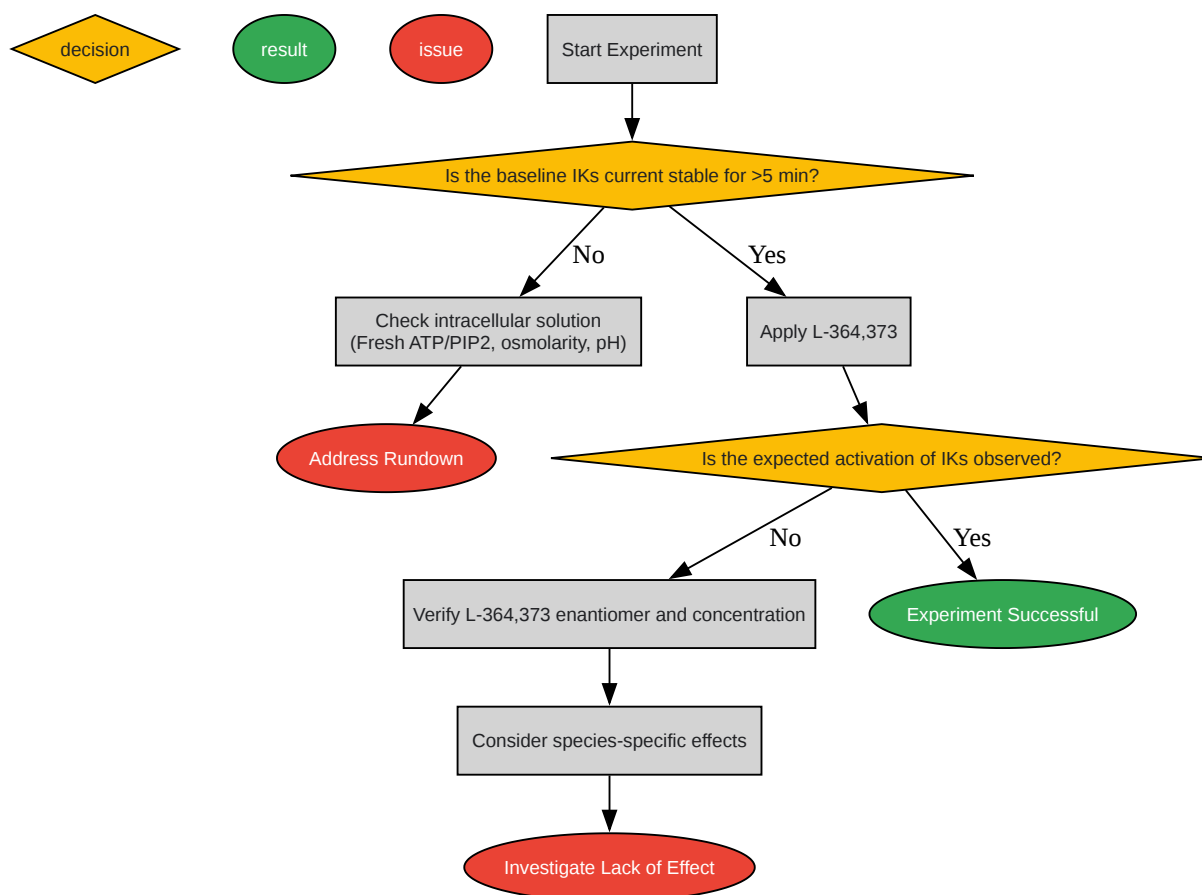 decision
result
issue
Start Experiment
Is the baseline IKs current stable for >5 min?
No
Yes
Check intracellular solution
(Fresh ATP/PIP2, osmolarity, pH)
Apply L-364,373
Address Rundown
Is the expected activation of IKs observed?
No
Yes
Verify L-364,373 enantiomer and concentration
Experiment Successful
Consider species-specific effects
Investigate Lack of Effect